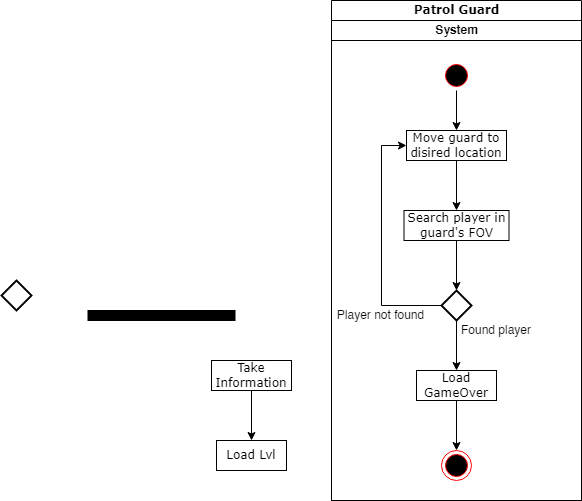 Patrol Guard
System
Move guard to
disired location
Search player in
guard's FOV
Player not found
Found player
Take
Information
Load
GameOver
Load Lvl